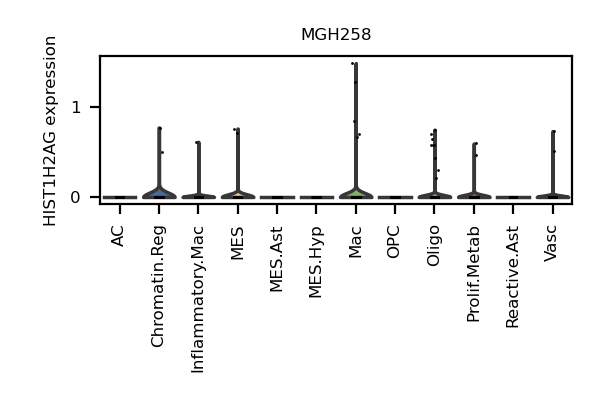 MGH258
HIST1H2AG expression
1
0
AC
Chromatin.Reg
Inflammatory.Mac
MES
MES.Ast
MES.Hyp
Mac
OPC
Oligo
Prolif.Metab
Reactive.Ast
Vasc